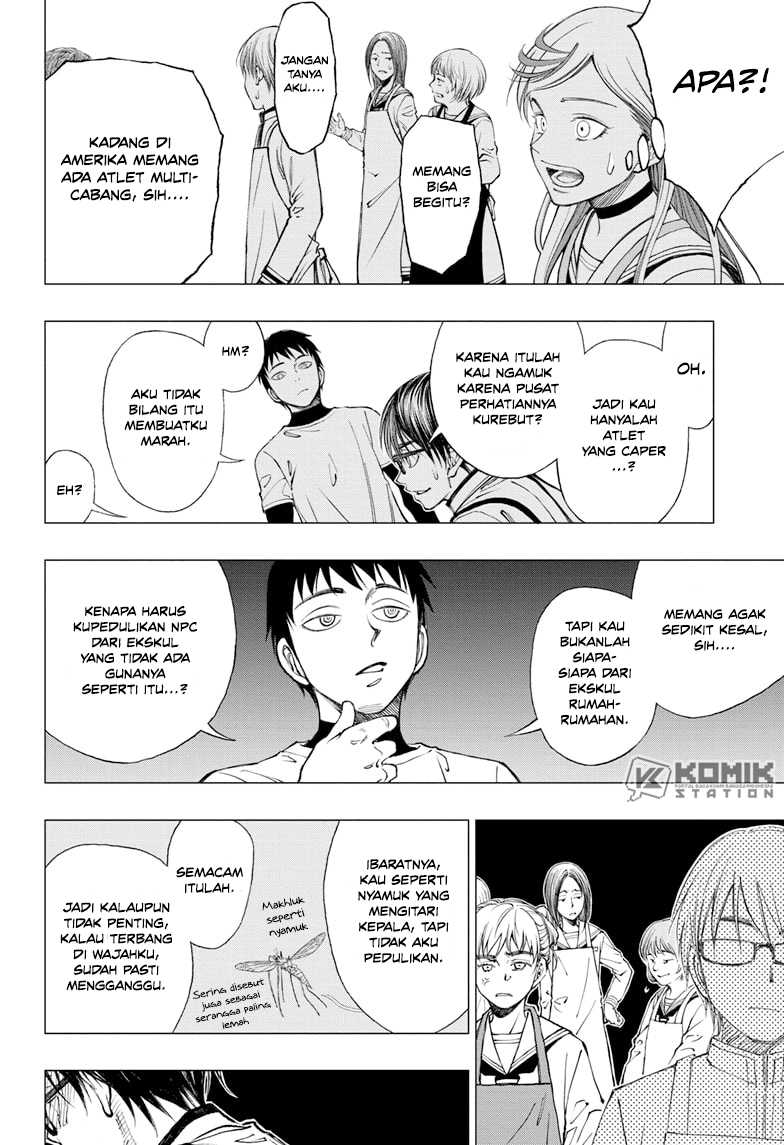 APA?!
JANGAN
TANYA
AKU....
MEMANG
BISA
BEGITU?
KADANG DI
AMERIKA MEMANG
ADA ATLET MULTI-
CABANG, SIH....
OH.
JADI KAU
HANYALAH
ATLET
YANG CAPER
...?
KARENA ITULAH
KAU NGAMUK
KARENA PUSAT
PERHATIANNYA
KUREBUT?
HM?
AKU TIDAK
BILANG ITU
MEMBUATKU
MARAH.
EH?
MEMANG AGAK
SEDIKIT KESAL,
SIH....
TAPI KAU
BUKANLAH
SIAPA-
SIAPA DARI
EKSKUL
RUMAH-
RUMAHAN.
KENAPA HARUS
KUPEDULIKAN NPC
DARI EKSKUL
YANG TIDAK ADA
GUNANYA
SEPERTI ITU...?
KOMIK
STATION
IBARATNYA,
KAU SEPERTI
NYAMUK YANG
MENGITARI
KEPALA, TAPI
TIDAK AKU
PEDULIKAN.
SEMACAM
ITULAH.
Makhluk
seperti
nyamuk
Sering disebut
juga sebagai
serangga paling
lemah
JADI KALAUPUN
TIDAK PENTING,
KALAU TERBANG
DI WAJAHKU,
SUDAH PASTI
MENGGANGGU.